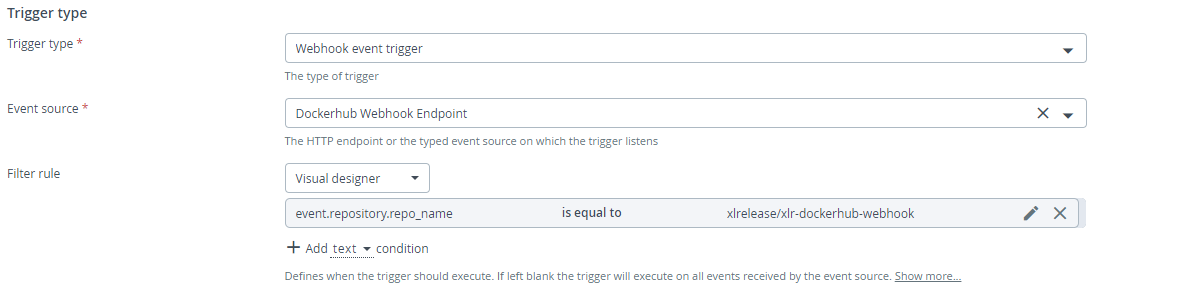 Trigger type
Trigger type * Webhook event trigger
The type of trigger
Event source * Dockerhub Webhook Endpoint
The HTTP endpoint or the typed event source on which the trigger listens
Filter rule Visual designer
event.repository.repo_name is equal to xlrelease/xlr-dockerhub-webhook
+ Add text condition
Defines when the trigger should execute. If left blank the trigger will execute on all events received by the event source. Show more...